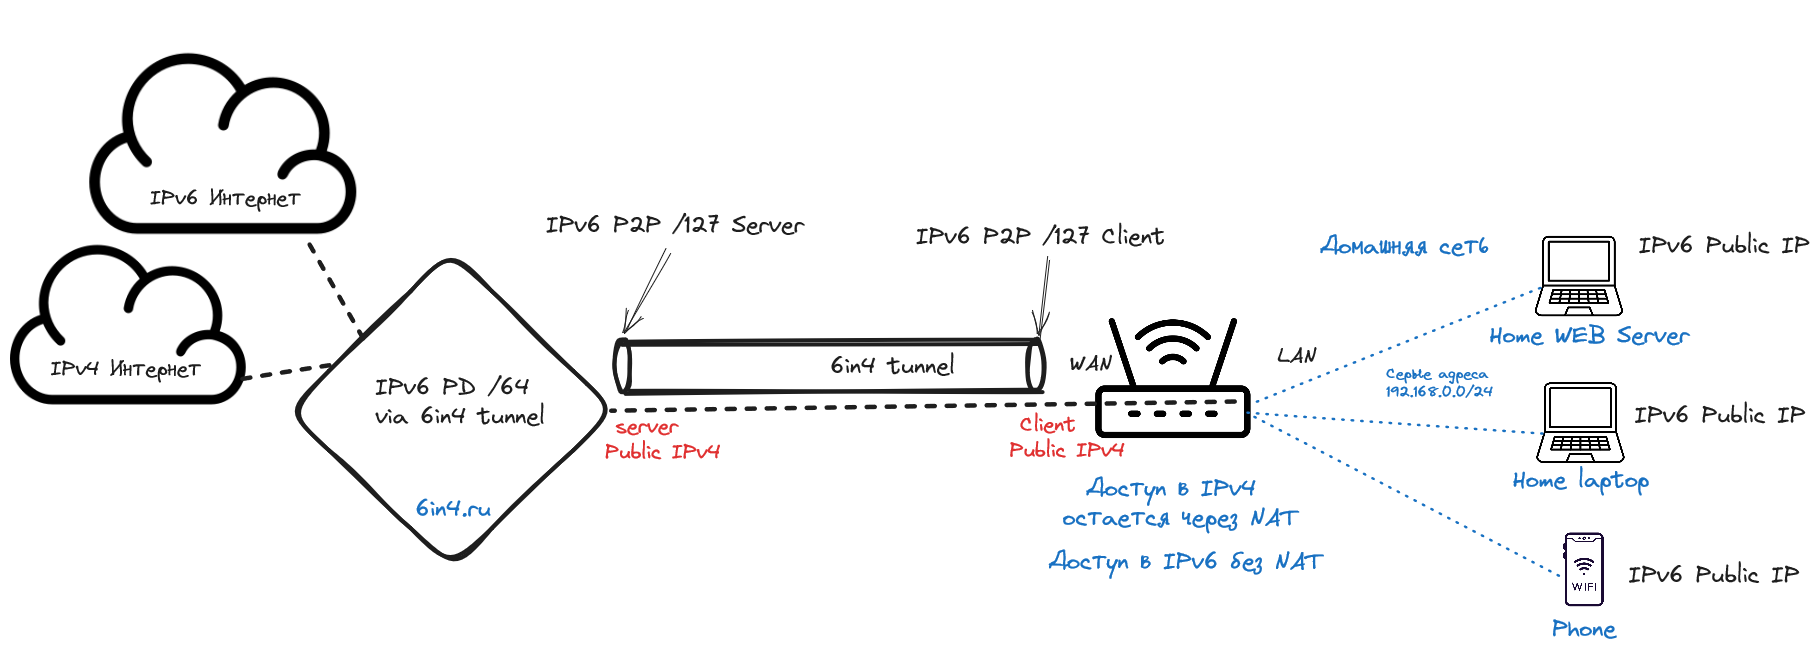 IPv6 Интернет
IPv4 Интернет
IPv6 PD /64
via 6in4 tunnel
6in4.ru
IPv6 P2P /127 Server
IPv6 P2P /127 Client
6in4 tunnel
server
Public IPv4
Client
Public IPv4
WAN
LAN
Доступ в IPv4
остается через NAT
Доступ в IPv6 без NAT
Домашняя сеть
Серые адреса
192.168.0.0/24
IPv6 Public IP
Home WEB Server
IPv6 Public IP
Home laptop
WIFI
IPv6 Public IP
Phone